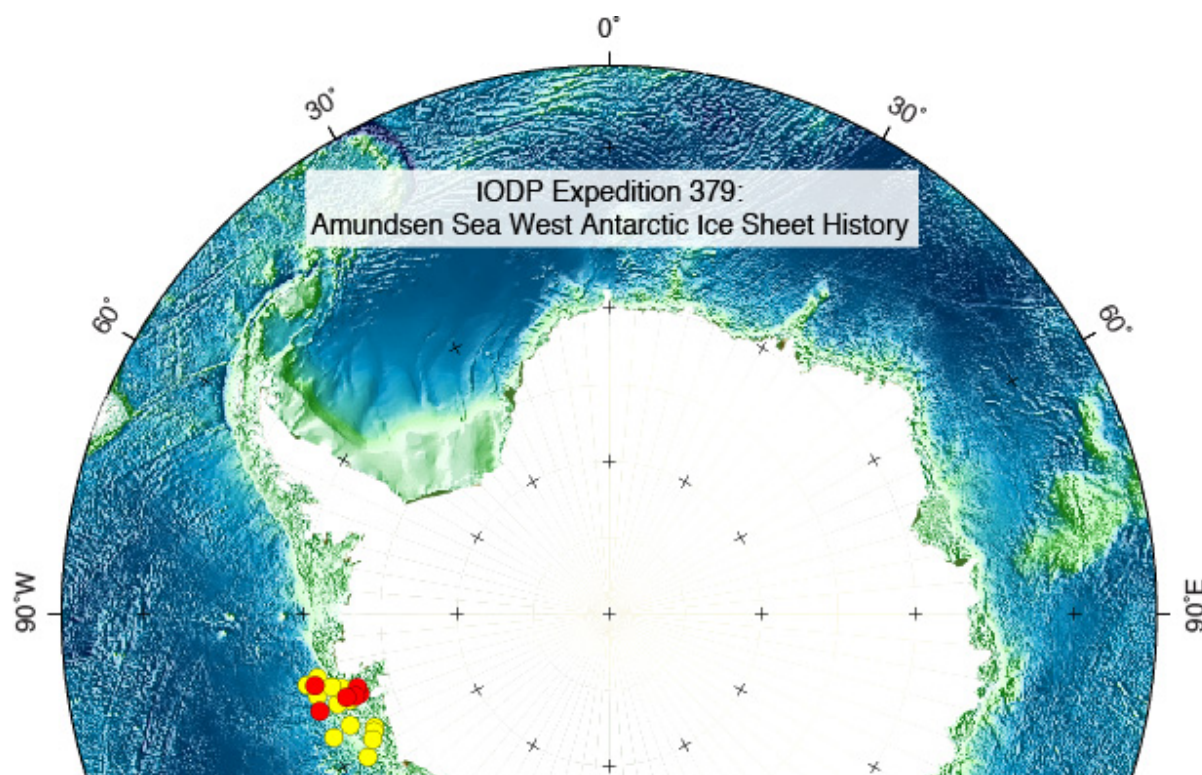 0°
30°
30°
IODP Expedition 379:
Amundsen Sea West Antarctic Ice Sheet History
60°
60°
90°W
90°E